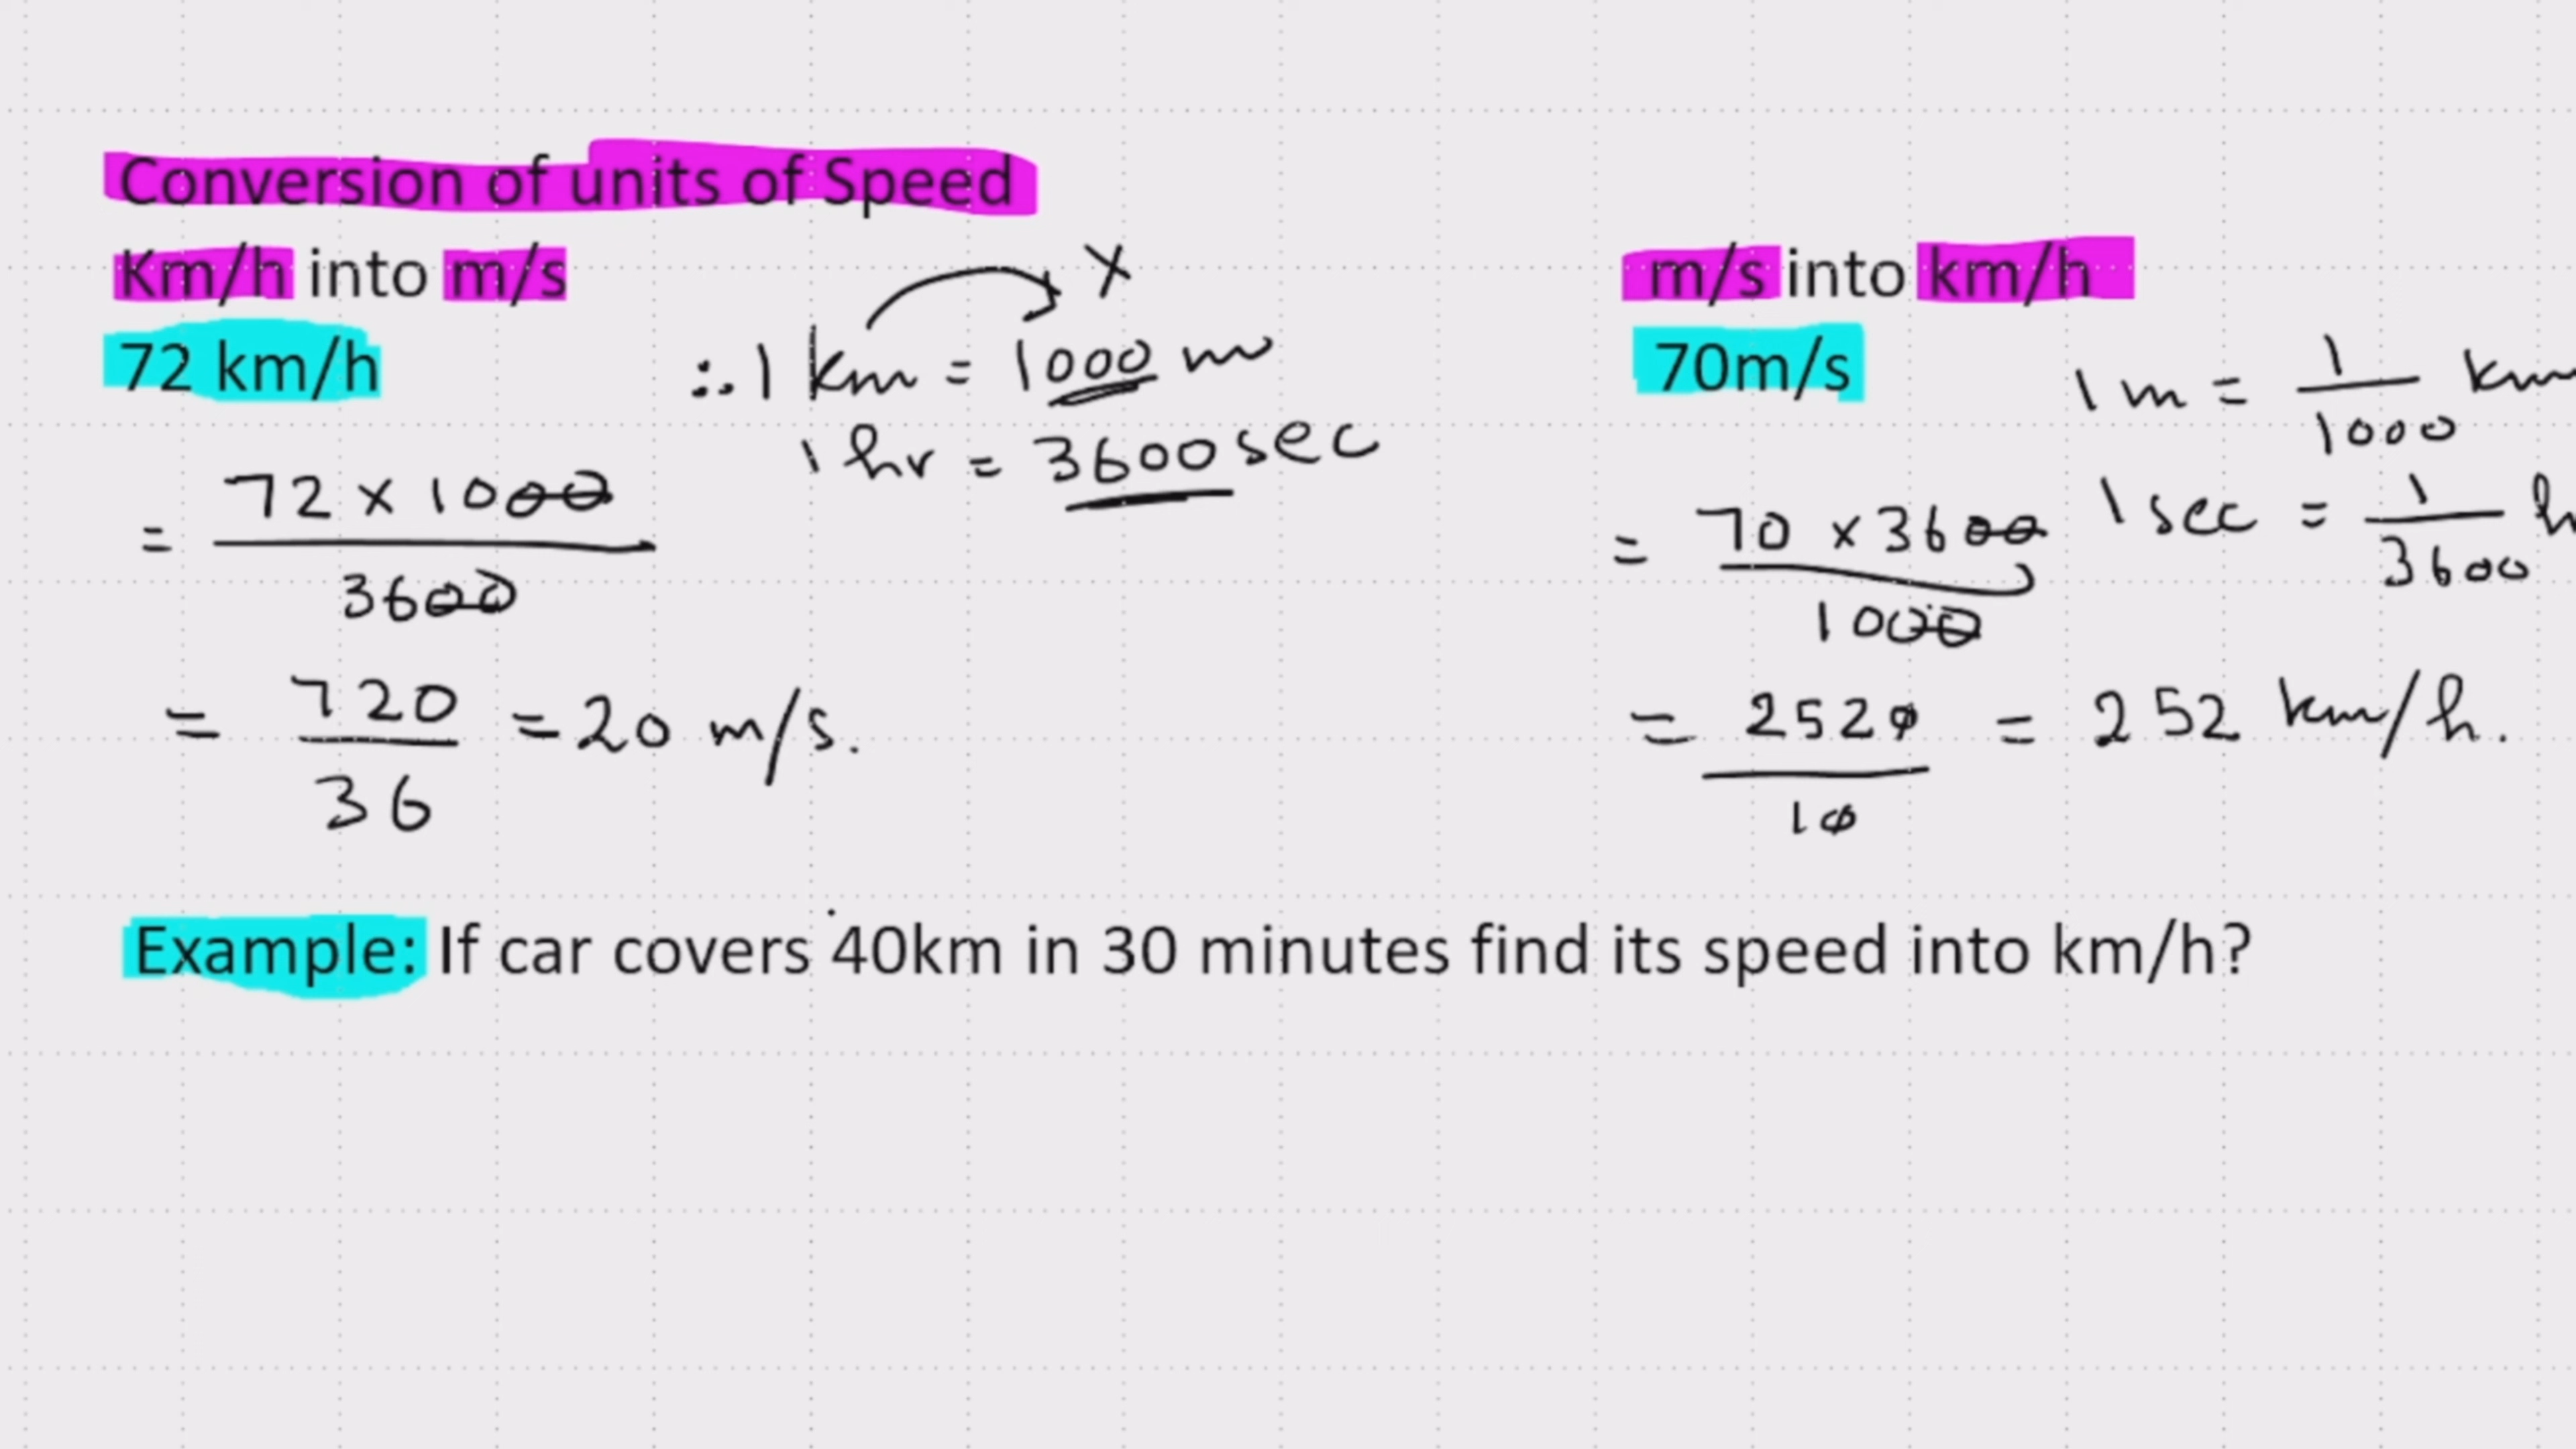 Conversion of units of Speed
Km/h into m/s
72 km/h
∴ 1 km = 1000 m
1 hr = 3600 sec
x
= 72 x 1000
3600
= 720 = 20 m/s.
36
m/s into km/h
70m/s
1 m = 1 km
1000
1 sec = 1 h
3600
= 70 x 3600
1000
= 2520 = 252 km/h.
10
Example: If car covers 40km in 30 minutes find its speed into km/h?